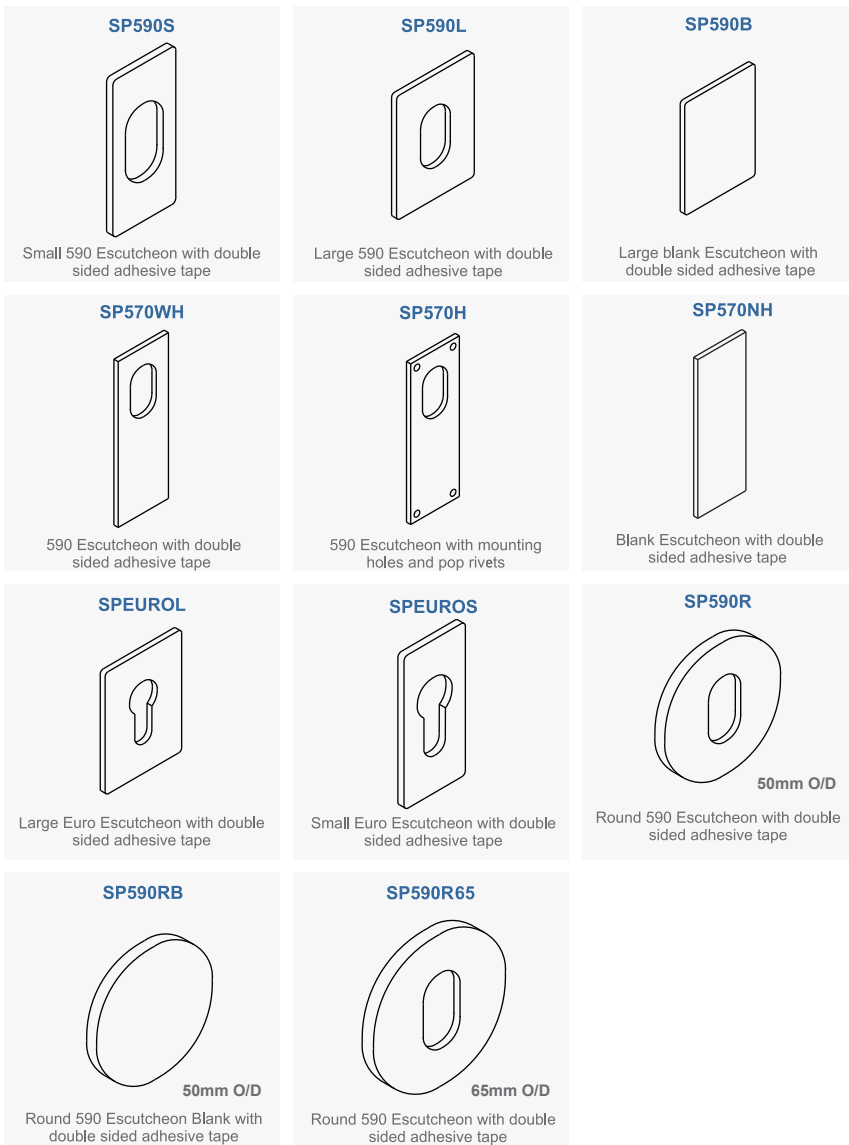 SP590S
Small 590 Escutcheon with double
sided adhesive tape
SP590L
Large 590 Escutcheon with double
sided adhesive tape
SP590B
Large blank Escutcheon with
double sided adhesive tape
SP570WH
590 Escutcheon with double
sided adhesive tape
SP570H
590 Escutcheon with mounting
holes and pop rivets
SP570NH
Blank Escutcheon with double
sided adhesive tape
SPEUROL
Large Euro Escutcheon with double
sided adhesive tape
SPEUROS
Small Euro Escutcheon with double
sided adhesive tape
SP590R
50mm O/D
Round 590 Escutcheon with double
sided adhesive tape
SP590RB
50mm O/D
Round 590 Escutcheon Blank with
double sided adhesive tape
SP590R65
65mm O/D
Round 590 Escutcheon with double
sided adhesive tape